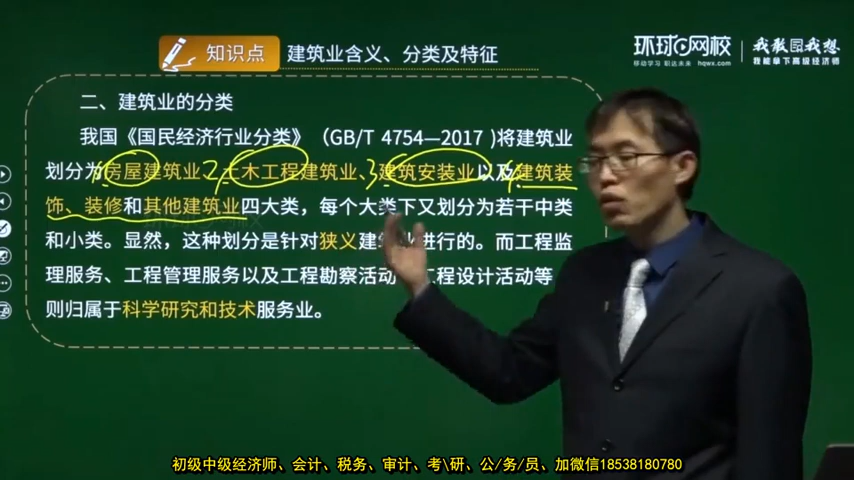 知识点 建筑业含义、分类及特征
环球网校
移动学习 职达未来 hqwx.com
我教因我想
我能拿下高级经济师
二、建筑业的分类
我国《国民经济行业分类》（GB/T 4754—2017 )将建筑业
划分为房屋建筑业、土木工程建筑业、建筑安装业以及建筑装
饰、装修和其他建筑业四大类，每个大类下又划分为若干中类
和小类。显然，这种划分是针对狭义建筑业进行的。而工程监
理服务、工程管理服务以及工程勘察活动、工程设计活动等
则归属于科学研究和技术服务业。
初级中级经济师、会计、税务、审计、考\研、公/务/员、加微信18538180780